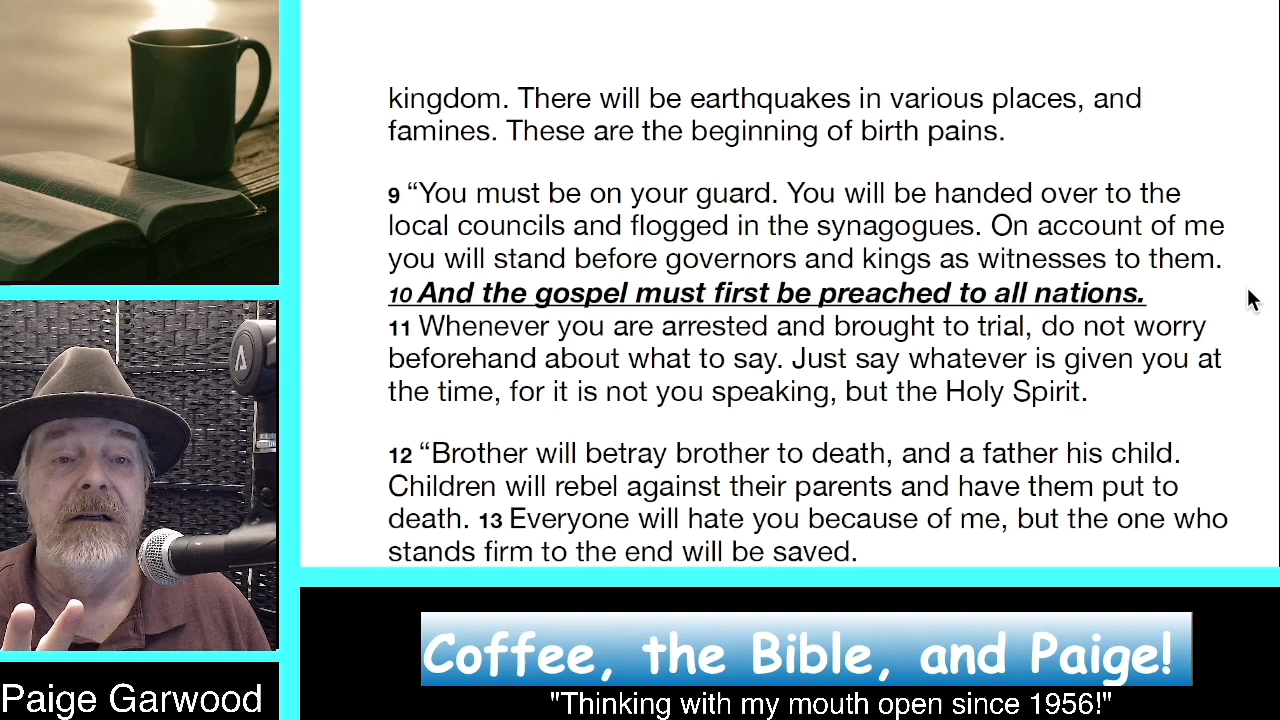 kingdom. There will be earthquakes in various places, and
famines. These are the beginning of birth pains.
9 “You must be on your guard. You will be handed over to the
local councils and flogged in the synagogues. On account of me
you will stand before governors and kings as witnesses to them.
10 And the gospel must first be preached to all nations.
11 Whenever you are arrested and brought to trial, do not worry
beforehand about what to say. Just say whatever is given you at
the time, for it is not you speaking, but the Holy Spirit.
12 “Brother will betray brother to death, and a father his child.
Children will rebel against their parents and have them put to
death. 13 Everyone will hate you because of me, but the one who
stands firm to the end will be saved.
Coffee, the Bible, and Paige!
"Thinking with my mouth open since 1956!"
Paige Garwood